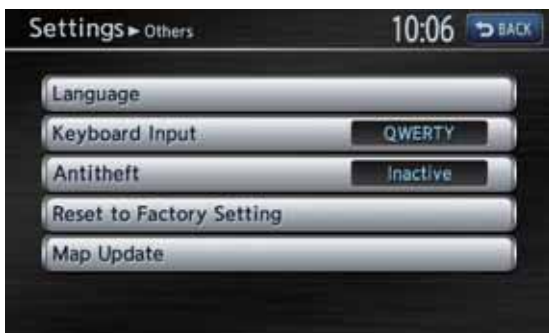 Settings ► Others 10:06 BACK
Language
Keyboard Input QWERTY
Antitheft Inactive
Reset to Factory Setting
Map Update